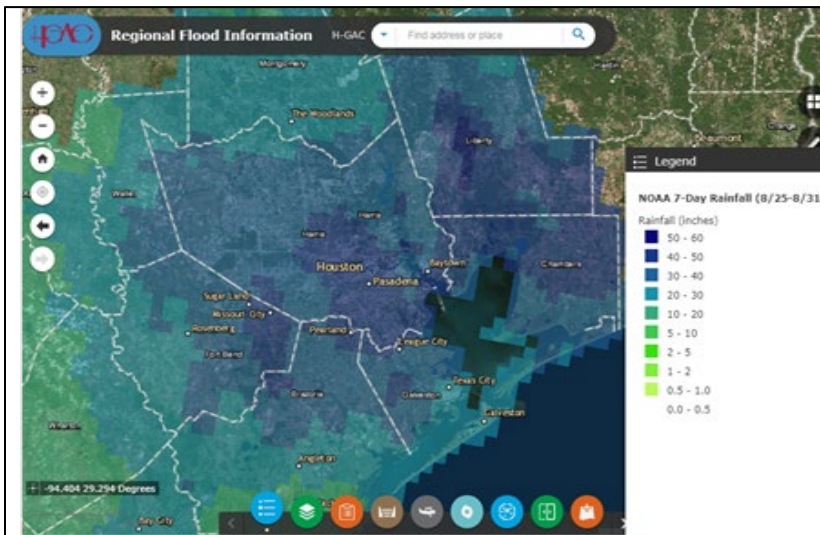 H-GAC
Regional Flood Information
H-GAC
Find address or place
Montgomery
Hardin
The Woodlands
Liberty
Beaumont
Orange
Legend
Waller
Harris
NOAA 7-Day Rainfall (8/25-8/31
Rainfall (inches)
50 - 60
40 - 50
30 - 40
20 - 30
10 - 20
5 - 10
2 - 5
1 - 2
0.5 - 1.0
0.0 - 0.5
Harris
Houston
Baytown
Chambers
Pasadena
Sugar Land
Missouri City
Rosenberg
Pearland
League City
Fort Bend
Texas City
Brazoria
Galveston
Galveston
Wharton
Angleton
-94.404 29.294 Degrees
Bay City